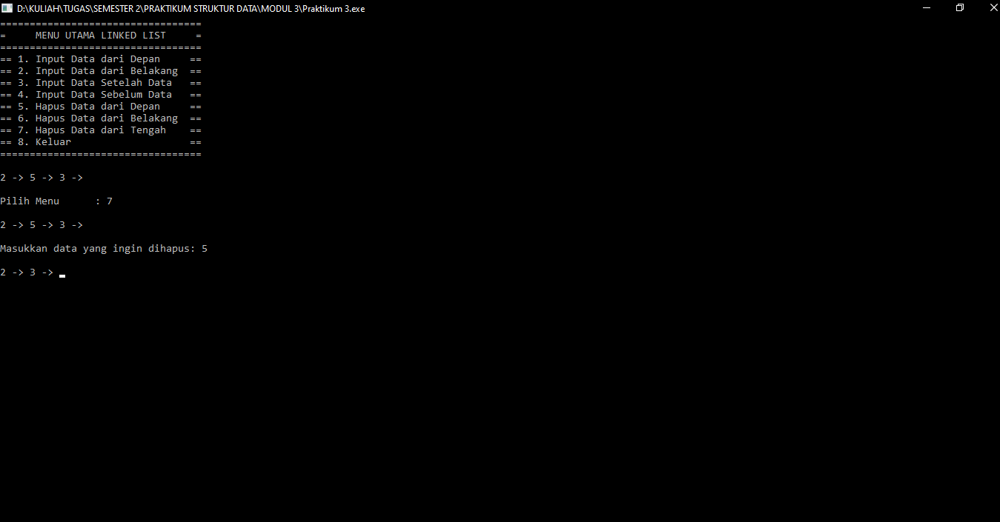 D:\KULIAH\TUGAS\SEMESTER 2\PRAKTIKUM STRUKTUR DATA\MODUL 3\Praktikum 3.exe
==================================
=     MENU UTAMA LINKED LIST     =
==================================
== 1. Input Data dari Depan     ==
== 2. Input Data dari Belakang  ==
== 3. Input Data Setelah Data   ==
== 4. Input Data Sebelum Data   ==
== 5. Hapus Data dari Depan     ==
== 6. Hapus Data dari Belakang  ==
== 7. Hapus Data dari Tengah    ==
== 8. Keluar                    ==
==================================
2 -> 5 -> 3 ->
Pilih Menu      : 7
2 -> 5 -> 3 ->
Masukkan data yang ingin dihapus: 5
2 -> 3 ->